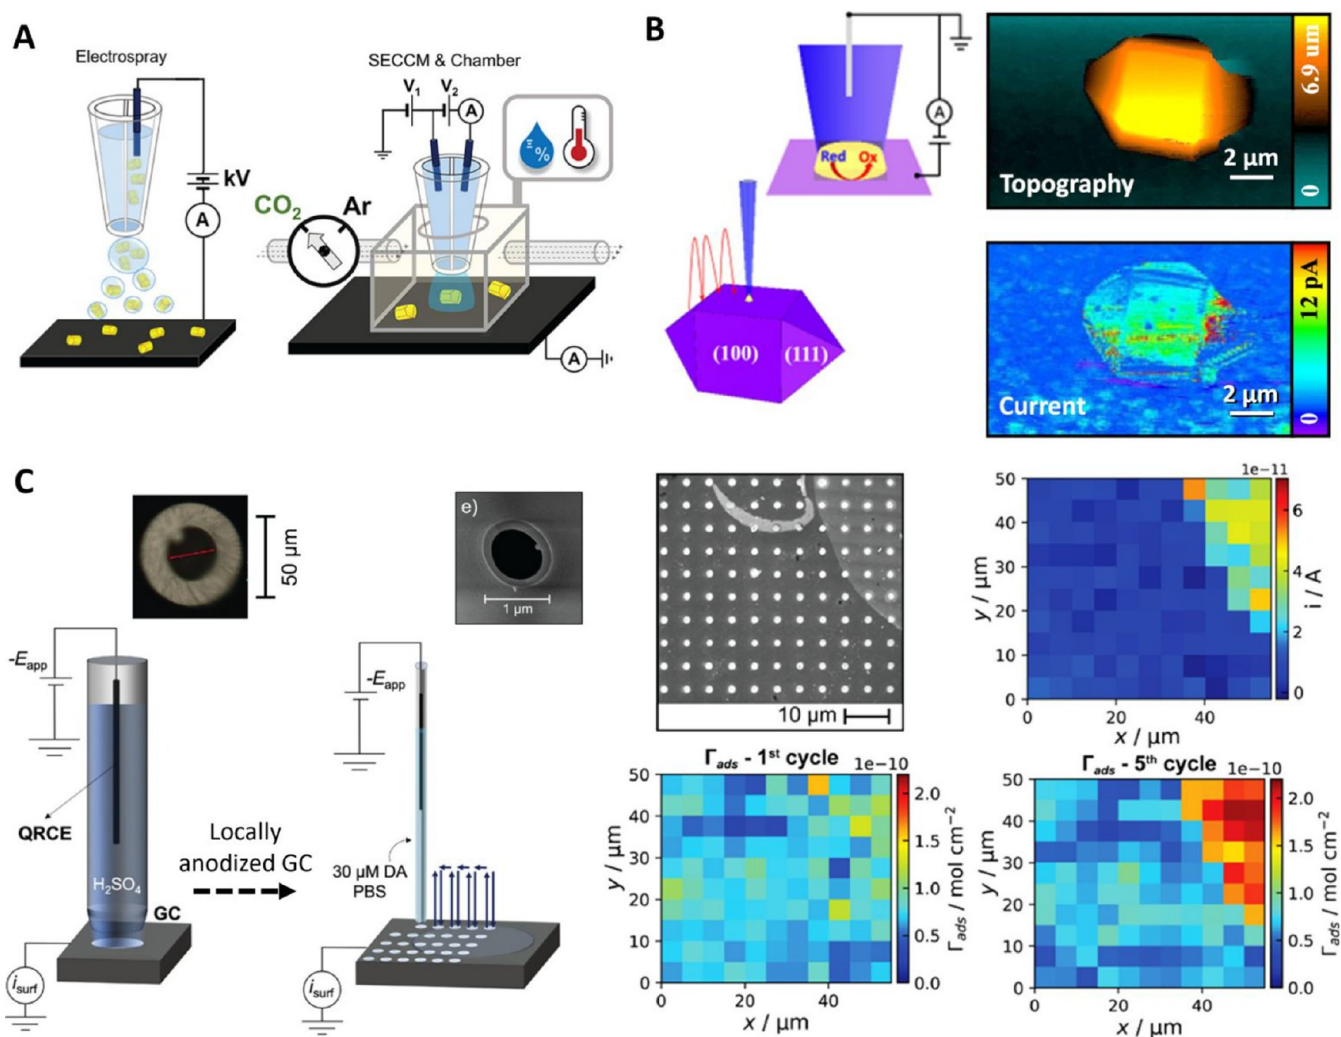 A
Electrospray
kV
A
SECCM & Chamber
V1
V2
A
%
CO2
Ar
A
B
A
Red
Ox
(100)
(111)
Topography
2 µm
6.9 um
0
Current
2 µm
12 pA
0
C
50 µm
e)
1 µm
-Eapp
QRCE
H2SO4
GC
isurf
Locally
anodized GC
-Eapp
30 µM DA
PBS
isurf
10 µm
1e-11
50
40
30
20
10
0
y / µm
0
20
40
x / µm
6
4
2
0
i / A
Γads - 1st cycle
1e-10
50
40
30
20
10
0
y / µm
0
20
40
x / µm
2.0
1.5
1.0
0.5
0.0
Γads / mol cm−2
Γads - 5th cycle
1e-10
50
40
30
20
10
0
y / µm
0
20
40
x / µm
2.0
1.5
1.0
0.5
0.0
Γads / mol cm−2